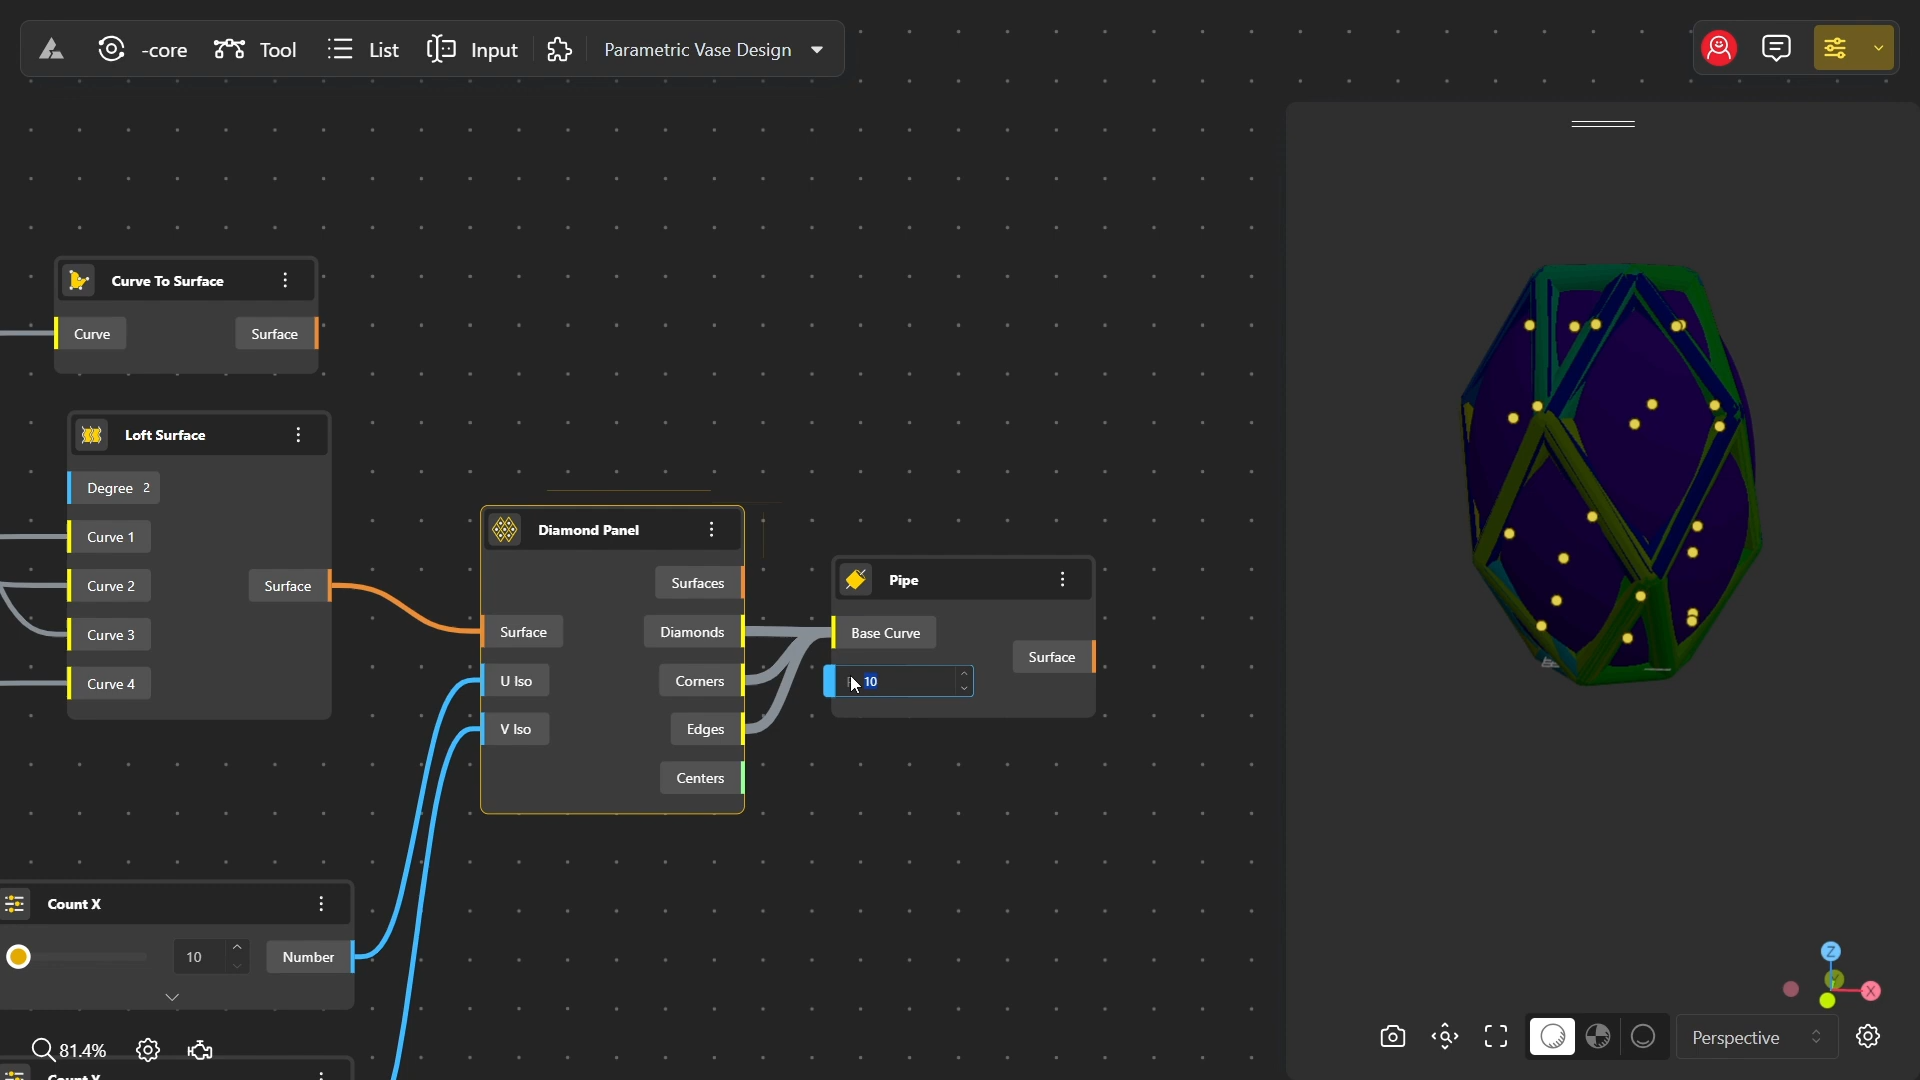 -core
Tool
List
Input
Parametric Vase Design
Curve To Surface
Curve
Surface
Loft Surface
Degree 2
Curve 1
Curve 2
Surface
Curve 3
Curve 4
Diamond Panel
Surfaces
Surface
Diamonds
U Iso
Corners
V Iso
Edges
Centers
Pipe
Base Curve
Surface
10
Count X
10
Number
81.4%
Z
X
Perspective